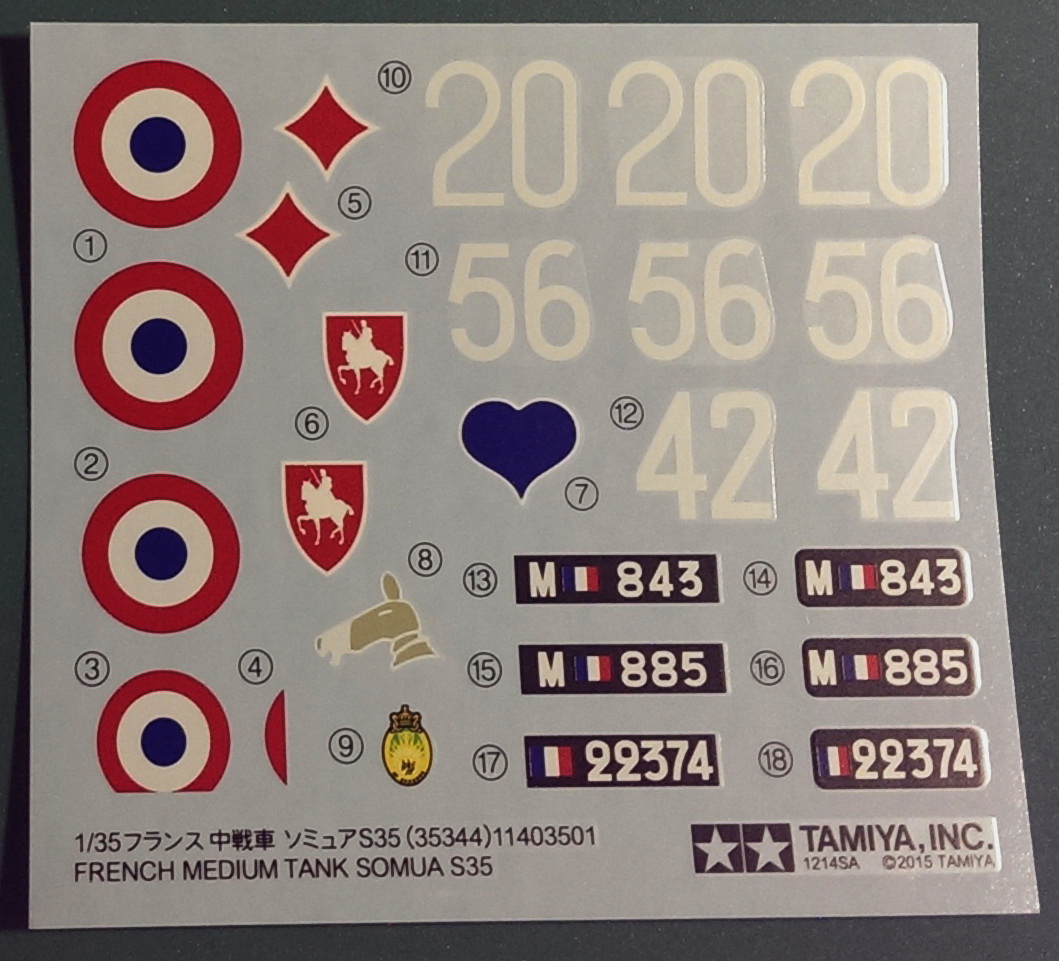 ⑩ 20 20 20
⑤
①
⑪ 56 56 56
⑥
⑫ 42 42
②
⑦
⑧
⑬ M 843 ⑭ M 843
③ ④ ⑮ M 885 ⑯ M 885
⑨ ⑰ 22374 ⑱ 22374
1/35フランス 中戦車 ソミュアS35 (35344)11403501
FRENCH MEDIUM TANK SOMUA S35
TAMIYA, INC.
1214SA ©2015 TAMIYA